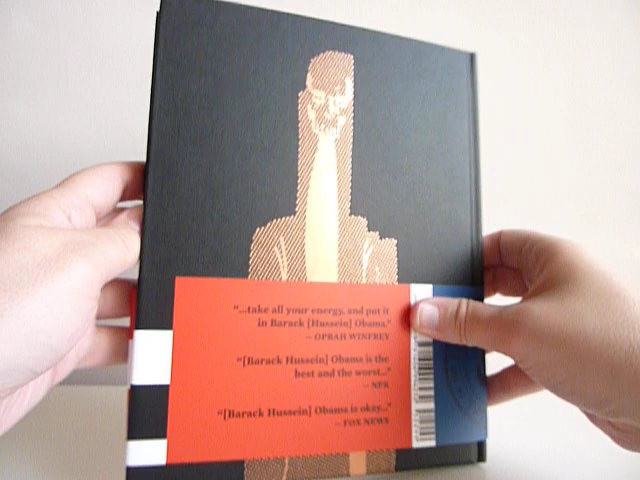 "...take all your energy, and put it
in Barack [Hussein] Obama."
— OPRAH WINFREY
"[Barack Hussein] Obama is the
best and the worst..."
— NPR
"[Barack Hussein] Obama is okay..."
— FOX NEWS